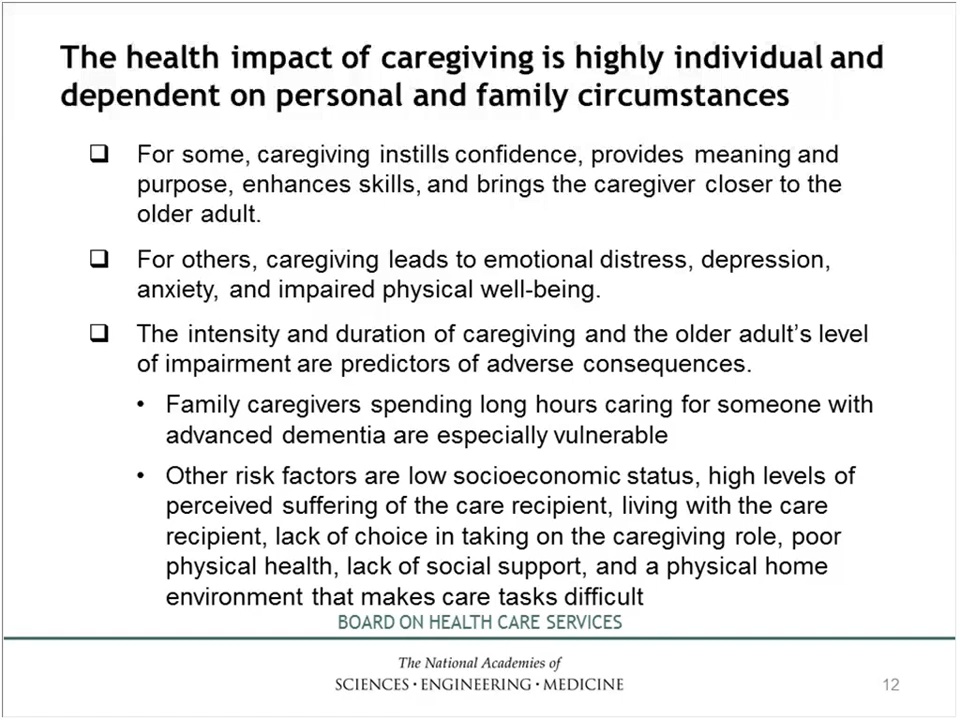 The health impact of caregiving is highly individual and
dependent on personal and family circumstances
❑ For some, caregiving instills confidence, provides meaning and
purpose, enhances skills, and brings the caregiver closer to the
older adult.
❑ For others, caregiving leads to emotional distress, depression,
anxiety, and impaired physical well-being.
❑ The intensity and duration of caregiving and the older adult’s level
of impairment are predictors of adverse consequences.
• Family caregivers spending long hours caring for someone with
advanced dementia are especially vulnerable
• Other risk factors are low socioeconomic status, high levels of
perceived suffering of the care recipient, living with the care
recipient, lack of choice in taking on the caregiving role, poor
physical health, lack of social support, and a physical home
environment that makes care tasks difficult
BOARD ON HEALTH CARE SERVICES
The National Academies of
SCIENCES · ENGINEERING · MEDICINE
12